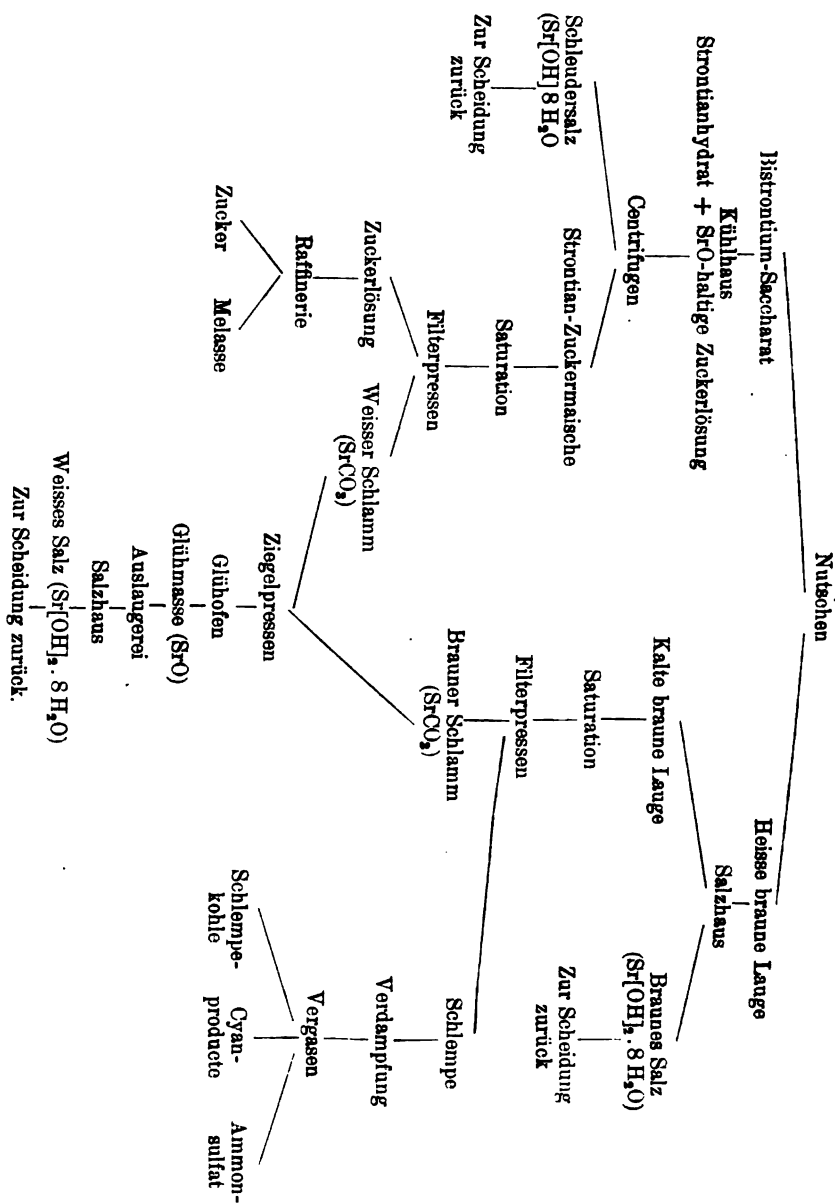 Nutschen
Bistrontium-Saccharat
Heisse braune Lauge
Kühlhaus
Strontianhydrat + SrO-haltige Zuckerlösung
Salzhaus
Centrifugen
Kalte braune Lauge
Braunes Salz
(Sr[OH]₂ . 8 H₂O)
Schleudersalz
(Sr[OH] 8 H₂O
Strontian-Zuckermaische
Saturation
Zur Scheidung
zurück
Zur Scheidung
zurück
Saturation
Filterpressen
Filterpressen
Brauner Schlamm
(SrCO₃)
Schlempe
Zuckerlösung
Weisser Schlamm
(SrCO₃)
Verdampfung
Raffinerie
Vergasen
Zucker
Melasse
Schlempe-
kohle
Cyan-
producte
Ammon-
sulfat
Ziegelpressen
Glühofen
Glühmasse (SrO)
Auslaugerei
Salzhaus
Weisses Salz (Sr[OH]₂ . 8 H₂O)
Zur Scheidung zurück.